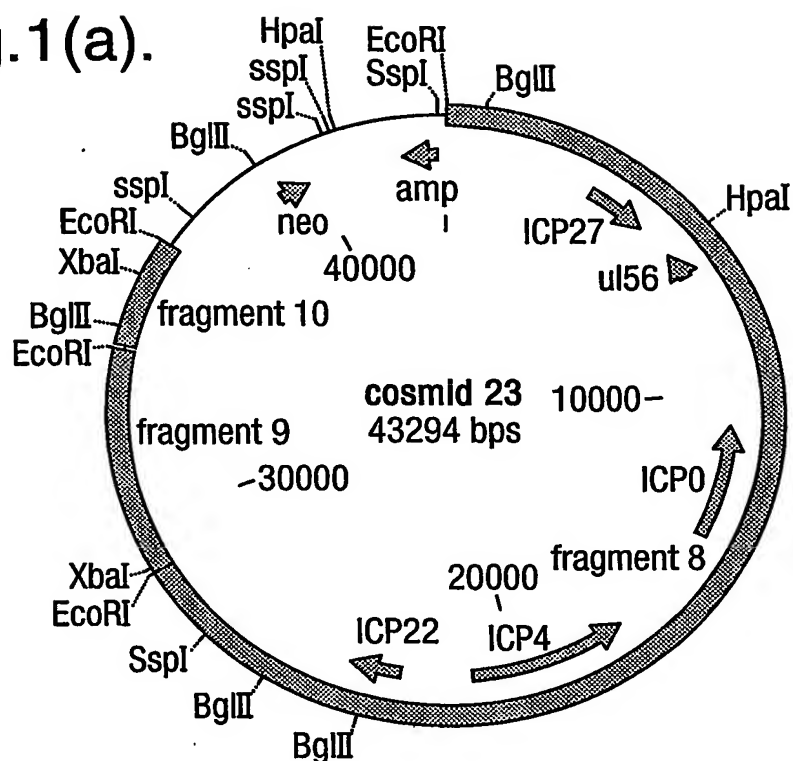 .1(a).
HpaI
sspI
sspI
BglII
sspI
EcoRI
XbaI
BglII
EcoRI
XbaI
EcoRI
SspI
BglII
BglII
EcoRI
SspI
BglII
HpaI
amp
neo
40000
ICP27
ul56
fragment 10
cosmid 23
43294 bps
10000
fragment 9
30000
ICP0
fragment 8
20000
ICP22
ICP4